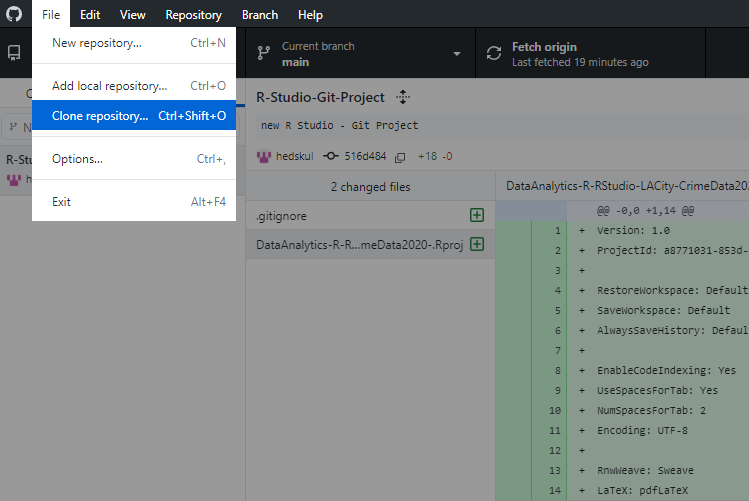 File Edit View Repository Branch Help
New repository... Ctrl+N
Add local repository... Ctrl+O
Clone repository... Ctrl+Shift+O
Options... Ctrl+,
Exit Alt+F4
Current branch
main
Fetch origin
Last fetched 19 minutes ago
R-Studio-Git-Project
new R Studio - Git Project
hedskul 516d484 +18 -0
2 changed files
.gitignore
DataAnalytics-R-R...meData2020-.Rproj
DataAnalytics-R-RStudio-LACity-CrimeData202
@@ -0,0 +1,14 @@
1 + Version: 1.0
2 + ProjectId: a8771031-853d-
3 +
4 + RestoreWorkspace: Default
5 + SaveWorkspace: Default
6 + AlwaysSaveHistory: Default
7 +
8 + EnableCodeIndexing: Yes
9 + UseSpacesForTab: Yes
10 + NumSpacesForTab: 2
11 + Encoding: UTF-8
12 +
13 + RnwWeave: Sweave
14 + LaTeX: pdfLaTeX